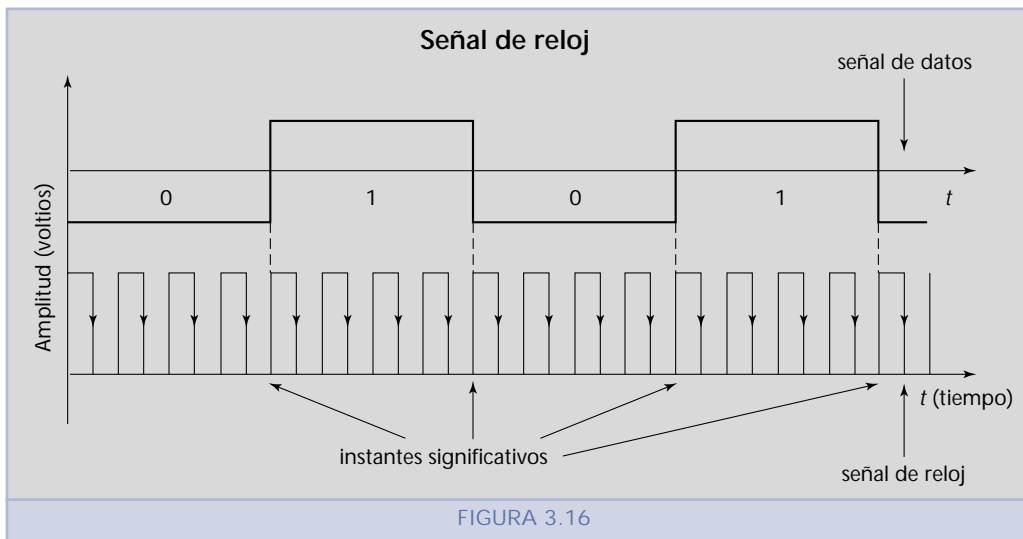 Señal de reloj
señal de datos
Amplitud (voltios)
0
1
0
1
t
t (tiempo)
instantes significativos
señal de reloj
FIGURA 3.16